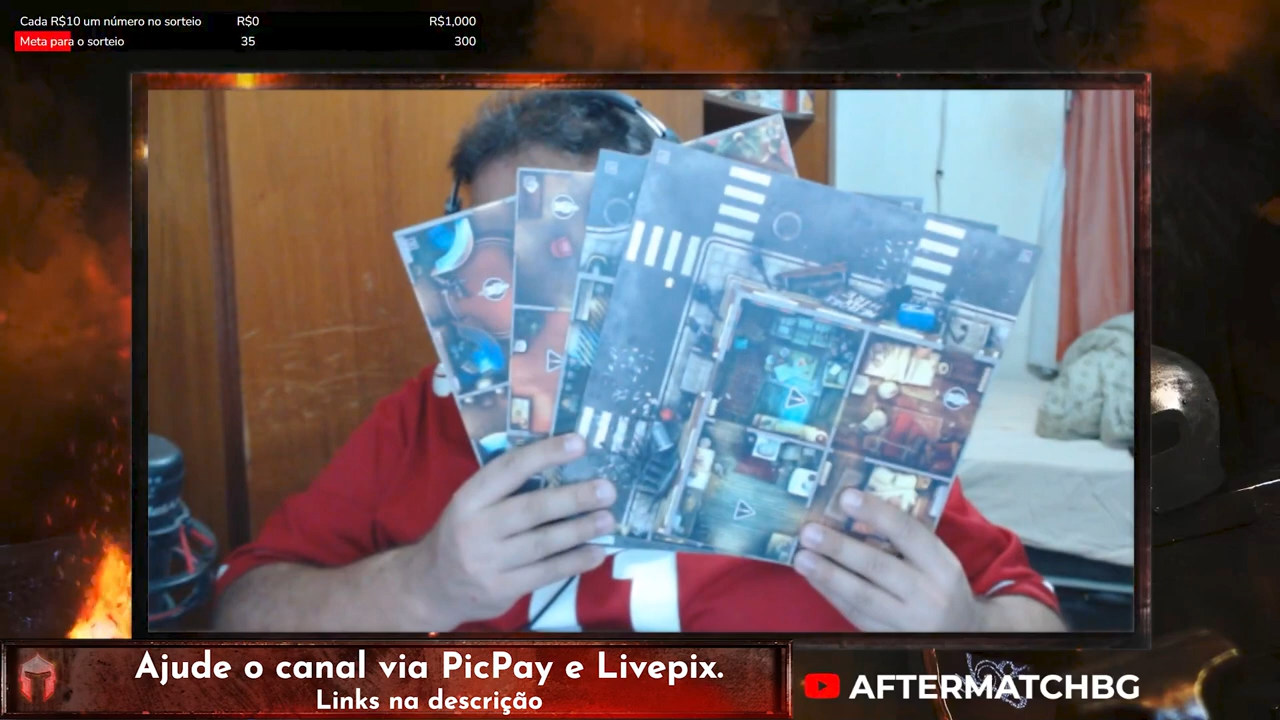 Cada R$10 um número no sorteio R$0 R$1,000
Meta para o sorteio 35 300
1
Ajude o canal via PicPay e Livepix.
Links na descrição
AFTERMATCHBG